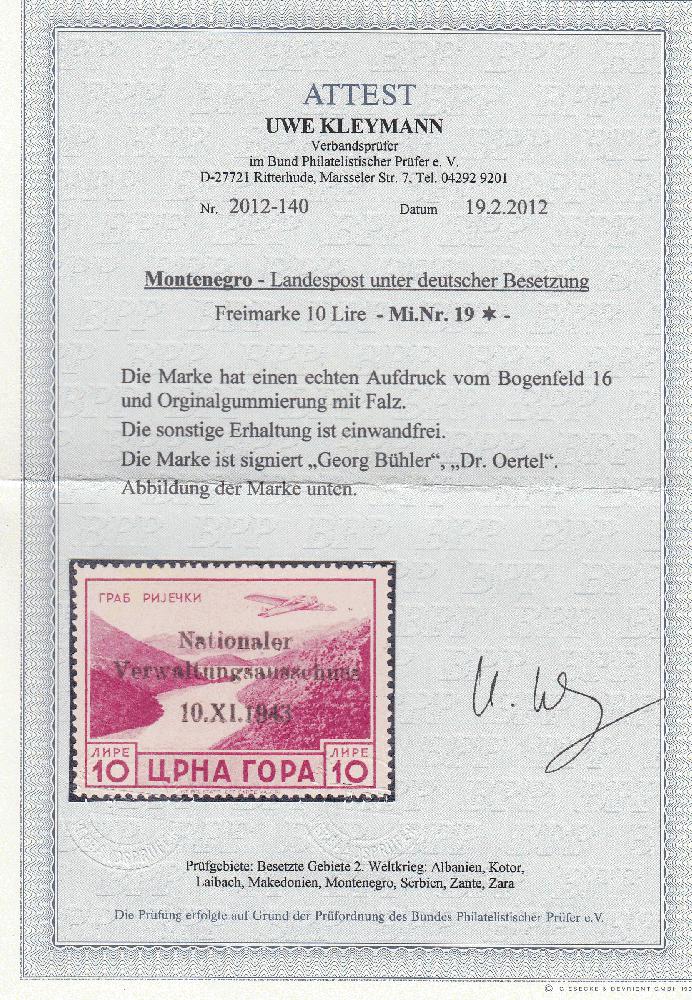 ATTEST
UWE KLEYMANN
Verbandsprüfer
im Bund Philatelistischer Prüfer e. V.
D-27721 Ritterhude, Marsseler Str. 7, Tel. 04292 9201
Nr. 2012-140 Datum 19.2.2012
Montenegro - Landespost unter deutscher Besetzung
Freimarke 10 Lire - Mi.Nr. 19 ✶ -
Die Marke hat einen echten Aufdruck vom Bogenfeld 16
und Orginalgummierung mit Falz.
Die sonstige Erhaltung ist einwandfrei.
Die Marke ist signiert „Georg Bühler“, „Dr. Oertel“.
Abbildung der Marke unten.
ГРАБ РИЈЕЧКИ
Nationaler
Verwaltungsausschuss
10.XI.1943
ЛИРЕ ЛИРЕ
10 ЦРНА ГОРА 10
Prüfgebiete: Besetzte Gebiete 2. Weltkrieg: Albanien, Kotor,
Laibach, Makedonien, Montenegro, Serbien, Zante, Zara
Die Prüfung erfolgte auf Grund der Prüfordnung des Bundes Philatelistischer Prüfer e.V.
© GIESECKE & DEVRIENT GMBH